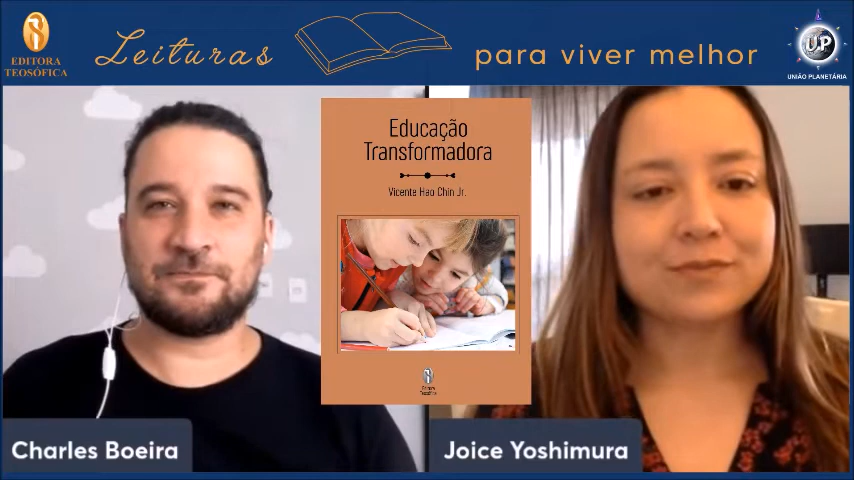 EDITORA
TEOSÓFICA
Leituras para viver melhor
UP
UNIÃO PLANETÁRIA
Educação
Transformadora
Vicente Hao Chin Jr.
Editora
Teosófica
Charles Boeira
Joice Yoshimura